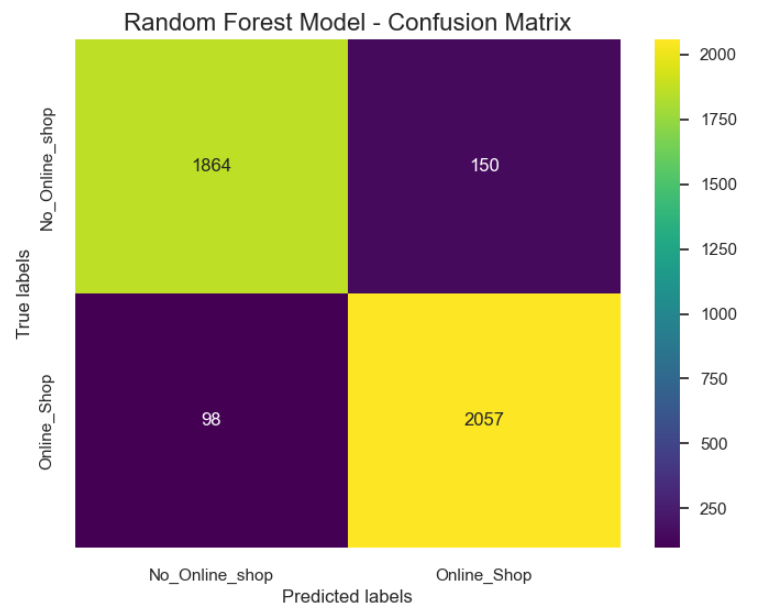 Random Forest Model - Confusion Matrix
No_Online_shop
Online_Shop
True labels
1864
150
98
2057
No_Online_shop
Online_Shop
Predicted labels
2000
1750
1500
1250
1000
750
500
250